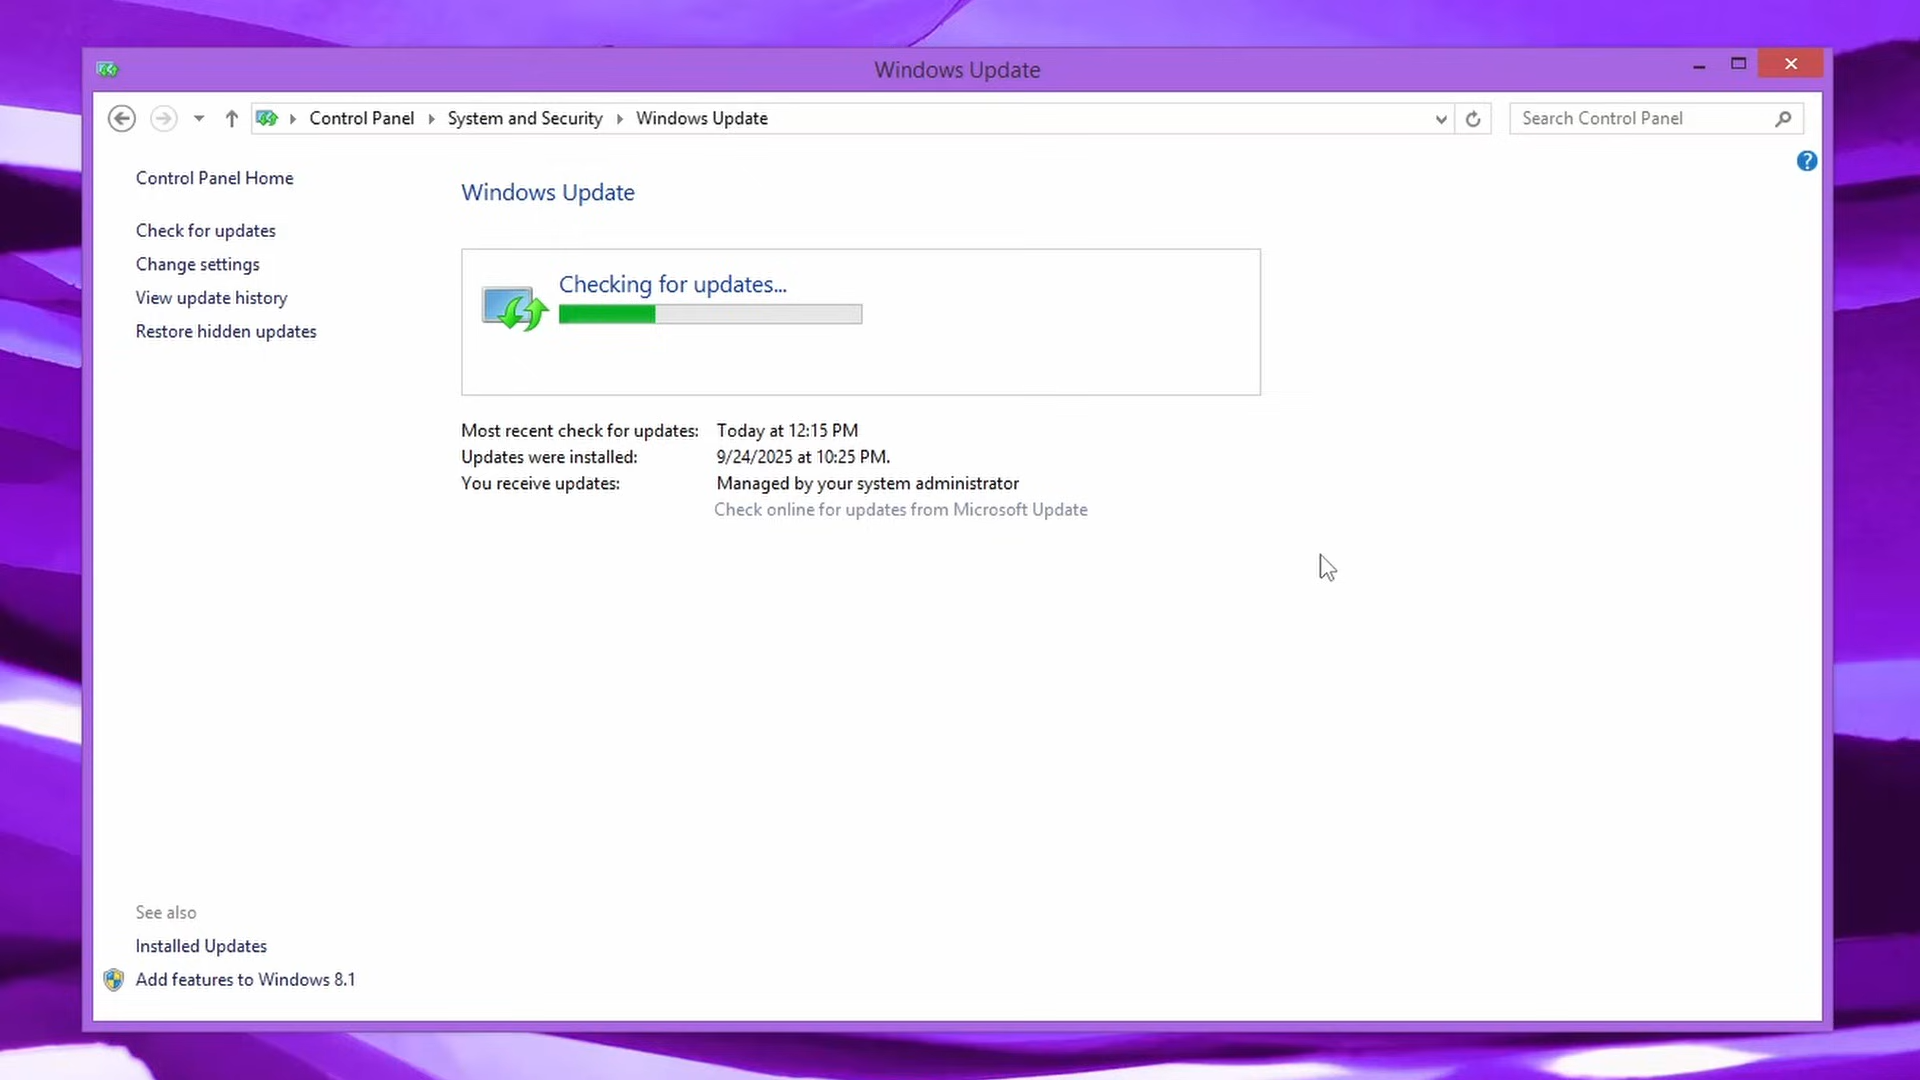 Windows Update
Control Panel
System and Security
Windows Update
Search Control Panel
?
Control Panel Home
Check for updates
Change settings
View update history
Restore hidden updates
Windows Update
Checking for updates...
Most recent check for updates: Today at 12:15 PM
Updates were installed: 9/24/2025 at 10:25 PM.
You receive updates: Managed by your system administrator
Check online for updates from Microsoft Update
See also
Installed Updates
Add features to Windows 8.1